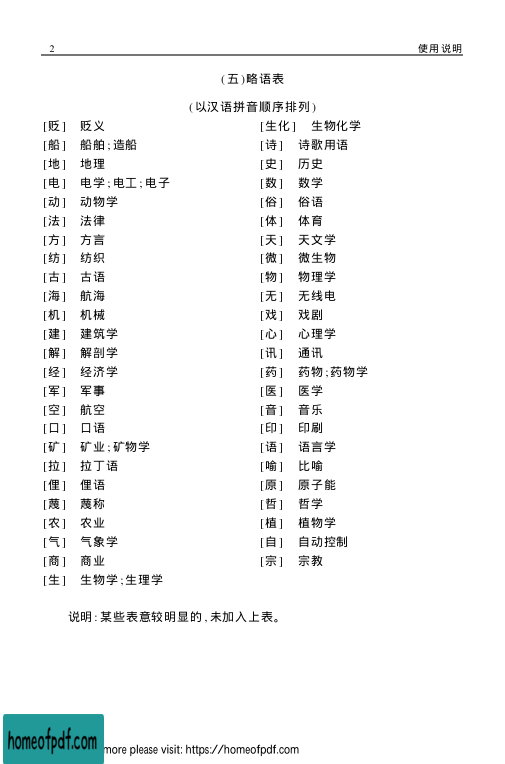 2 使用说明
(五)略语表
(以汉语拼音顺序排列)
[贬] 贬义
[船] 船舶;造船
[地] 地理
[电] 电学;电工;电子
[动] 动物学
[法] 法律
[方] 方言
[纺] 纺织
[古] 古语
[海] 航海
[机] 机械
[建] 建筑学
[解] 解剖学
[经] 经济学
[军] 军事
[空] 航空
[口] 口语
[矿] 矿业;矿物学
[拉] 拉丁语
[俚] 俚语
[蔑] 蔑称
[农] 农业
[气] 气象学
[商] 商业
[生] 生物学;生理学
[生化] 生物化学
[诗] 诗歌用语
[史] 历史
[数] 数学
[俗] 俗语
[体] 体育
[天] 天文学
[微] 微生物
[物] 物理学
[无] 无线电
[戏] 戏剧
[心] 心理学
[讯] 通讯
[药] 药物;药物学
[医] 医学
[音] 音乐
[印] 印刷
[语] 语言学
[喻] 比喻
[原] 原子能
[哲] 哲学
[植] 植物学
[自] 自动控制
[宗] 宗教
说明:某些表意较明显的,未加入上表。
homeofpdf.com more please visit: https://homeofpdf.com